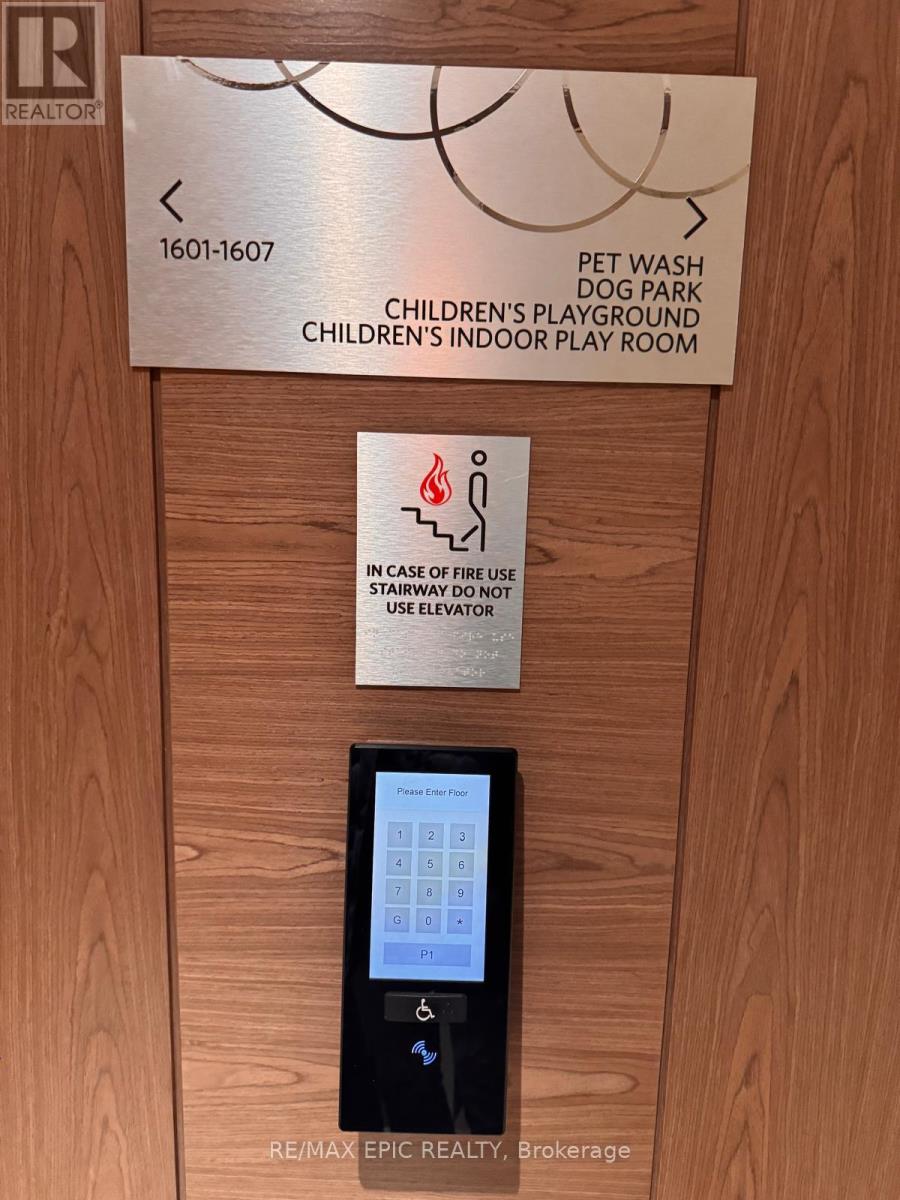 REALTOR®
1601-1607
PET WASH
DOG PARK
CHILDREN'S PLAYGROUND
CHILDREN'S INDOOR PLAY ROOM
IN CASE OF FIRE USE
STAIRWAY DO NOT
USE ELEVATOR
Please Enter Floor
1 2 3
4 5 6
7 8 9
G 0 *
P1
RE/MAX EPIC REALTY, Brokerage